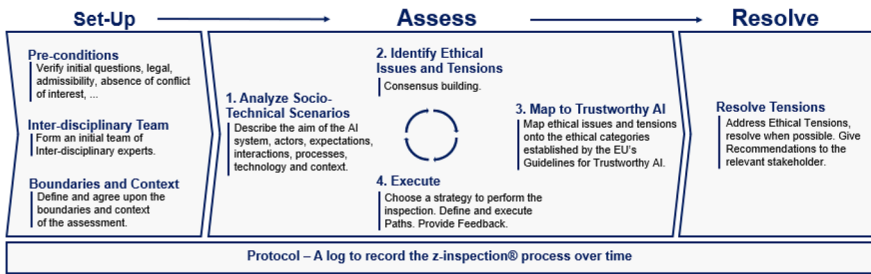 Set-Up
Assess
Resolve
Pre-conditions
Verify initial questions, legal,
admissibility, absence of conflict
of interest, ...
Inter-disciplinary Team
Form an initial team of
Inter-disciplinary experts.
Boundaries and Context
Define and agree upon the
boundaries and context
of the assessment.
1. Analyze Socio-
Technical Scenarios
Describe the aim of the AI
system, actors, expectations,
interactions, processes,
technology and context.
2. Identify Ethical
Issues and Tensions
Consensus building.
3. Map to Trustworthy AI
Map ethical issues and tensions
onto the ethical categories
established by the EU's
Guidelines for Trustworthy AI.
4. Execute
Choose a strategy to perform the
inspection. Define and execute
Paths. Provide Feedback.
Resolve Tensions
Address Ethical Tensions,
resolve when possible. Give
Recommendations to the
relevant stakeholder.
Protocol – A log to record the z-inspection® process over time